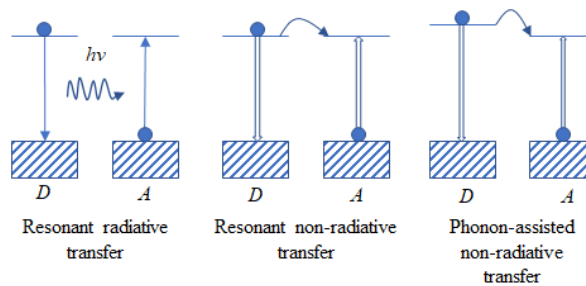 hν
D
A
D
A
D
A
Resonant radiative
transfer
Resonant non-radiative
transfer
Phonon-assisted
non-radiative
transfer